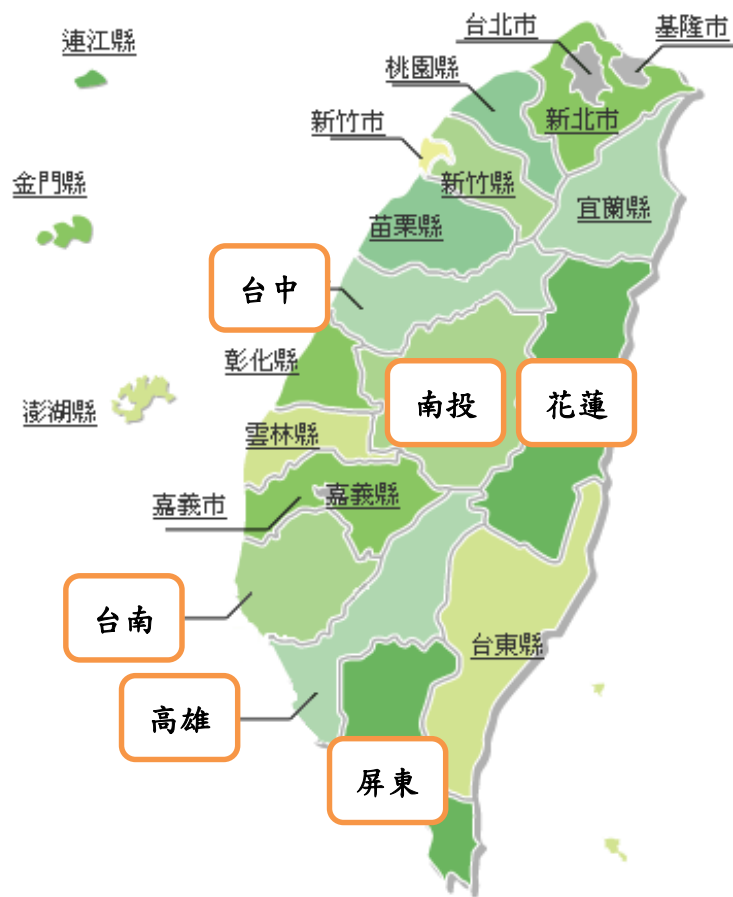 台北市
基隆市
連江縣
桃園縣
新竹市
新北市
金門縣
新竹縣
宜蘭縣
苗栗縣
台中
彰化縣
南投
花蓮
澎湖縣
雲林縣
嘉義市
嘉義縣
台南
台東縣
高雄
屏東